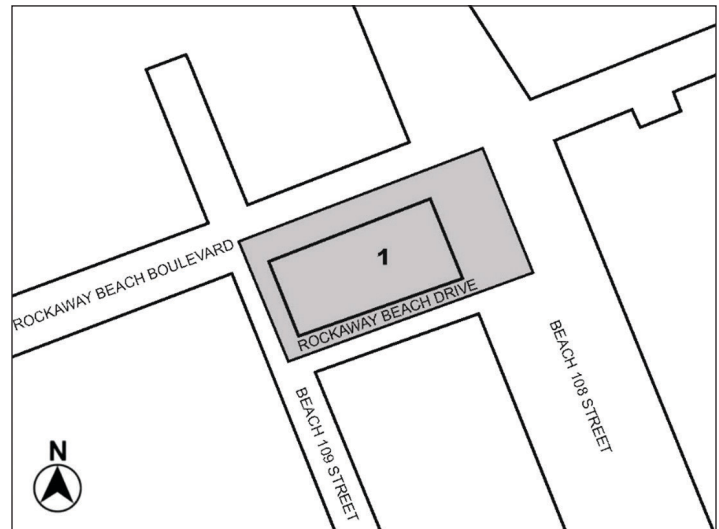 1
ROCKAWAY BEACH BOULEVARD
ROCKAWAY BEACH DRIVE
BEACH 109 STREET
BEACH 108 STREET
N